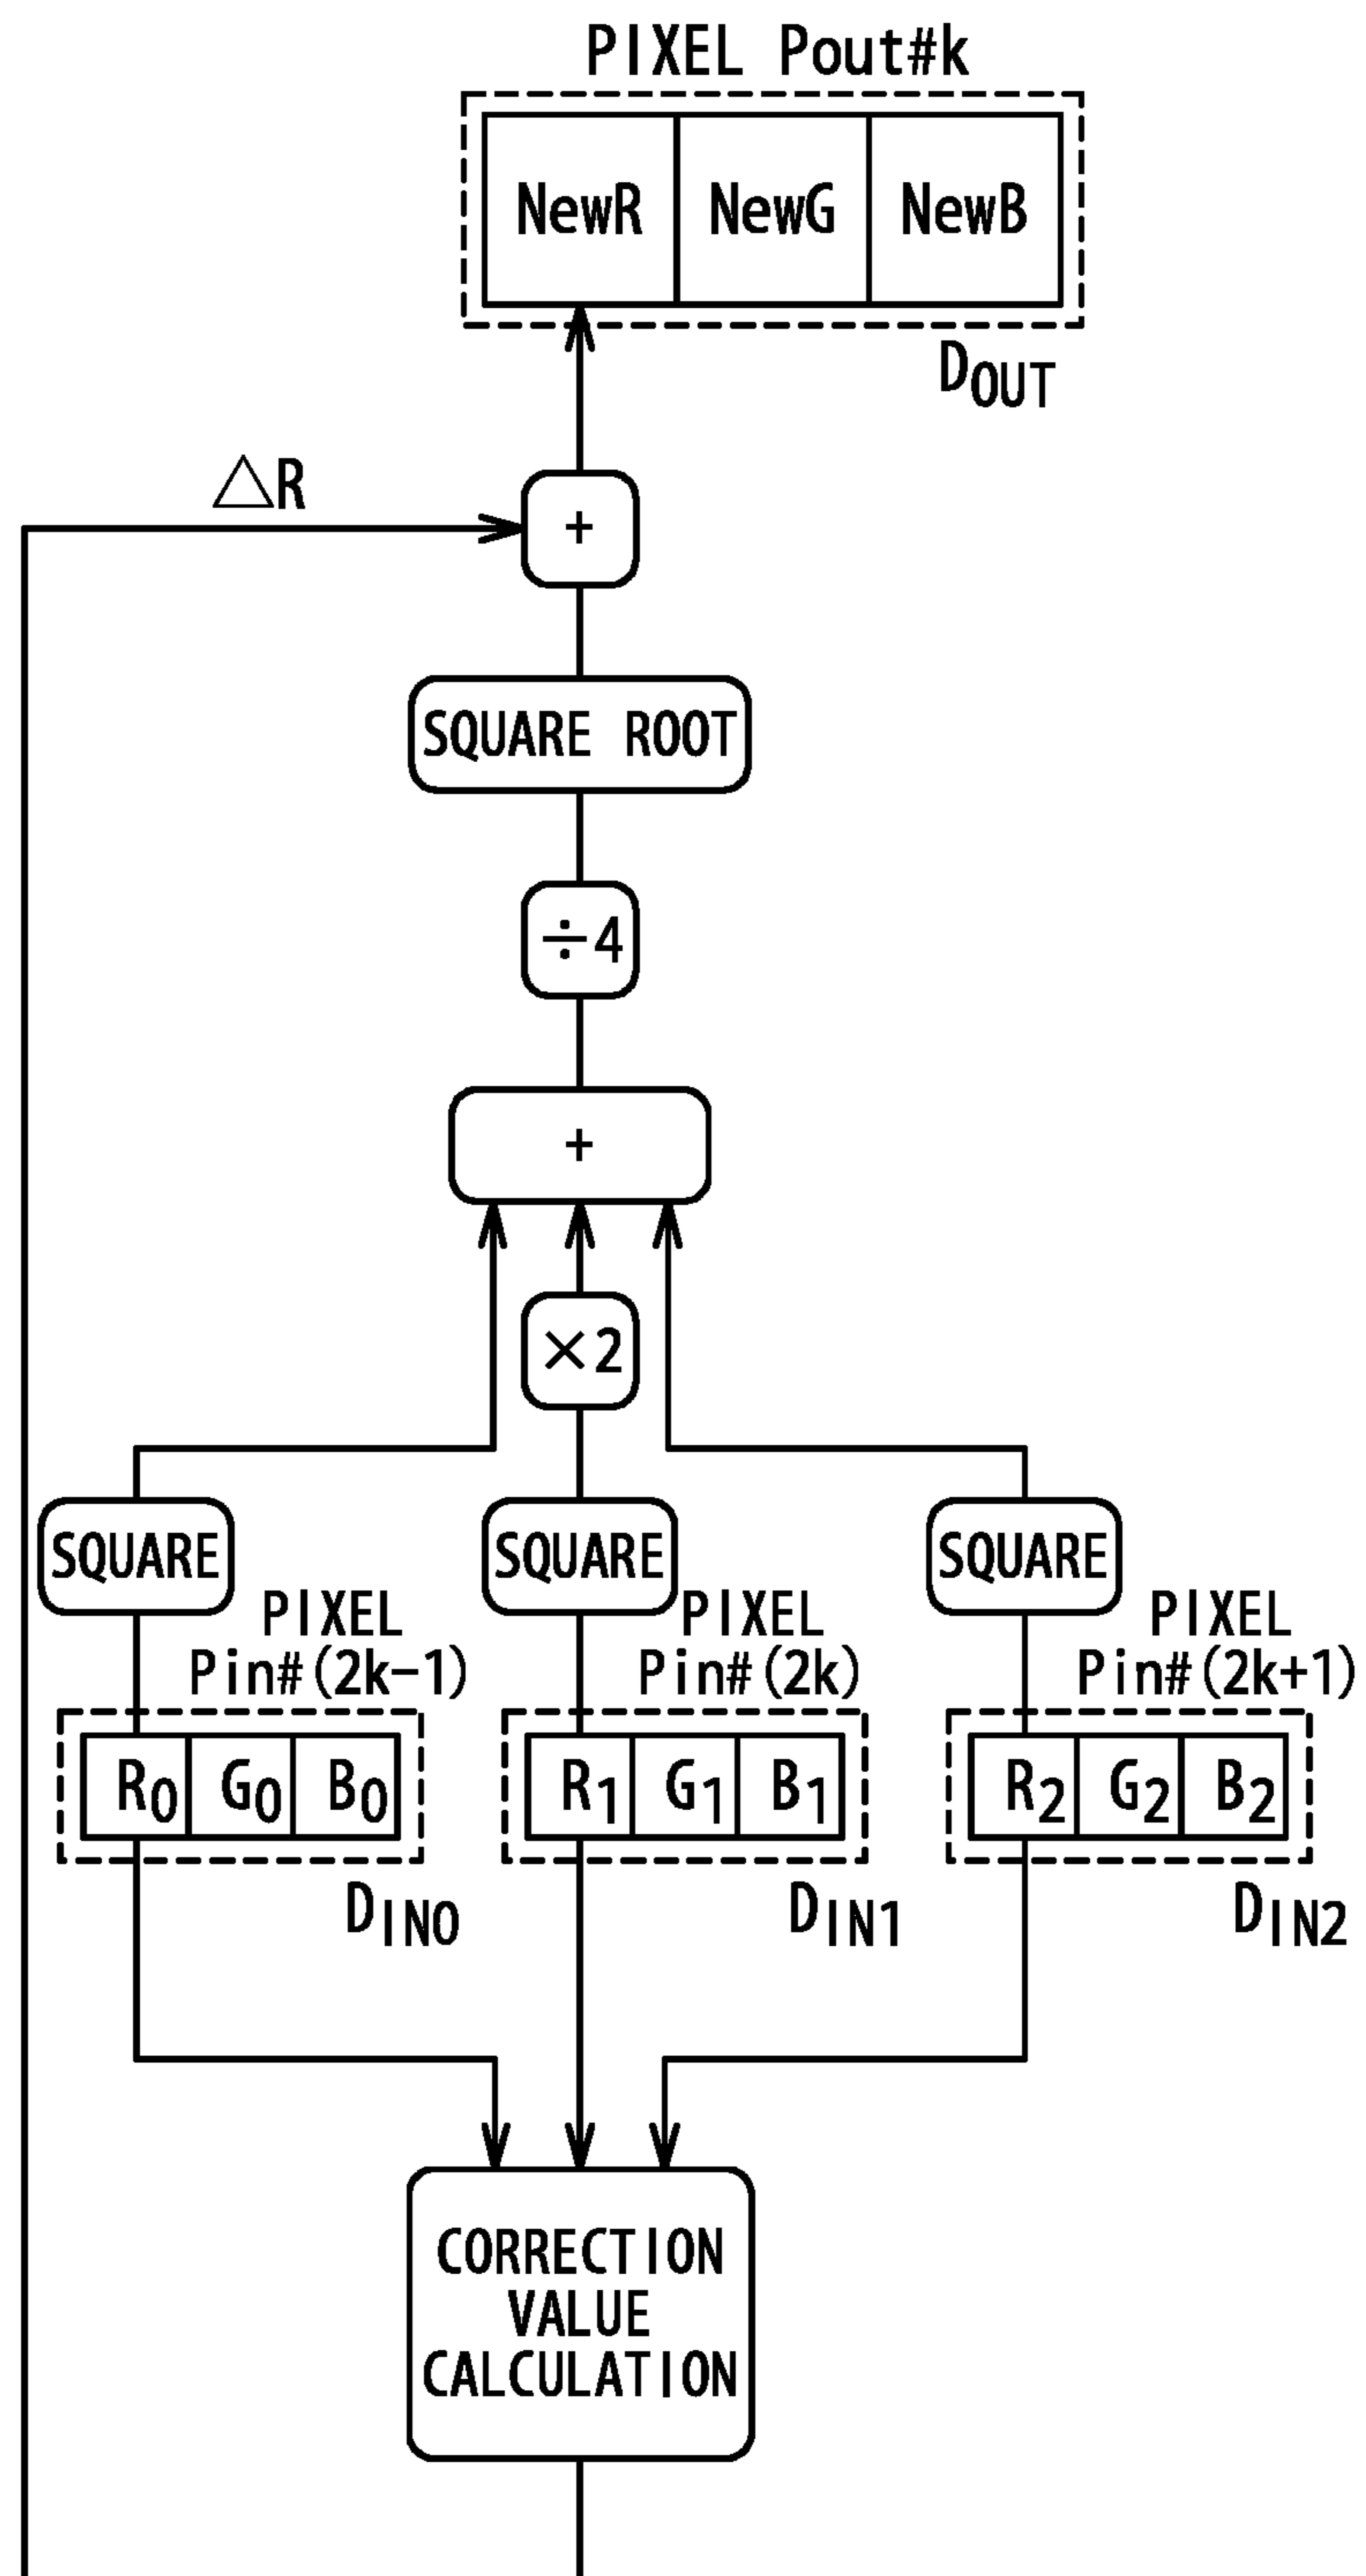 PIXEL Pout#k
NewR NewG NewB
DOUT
△R
+
SQUARE ROOT
÷4
+
×2
SQUARE SQUARE SQUARE
PIXEL PIXEL PIXEL
Pin#(2k-1) Pin#(2k) Pin#(2k+1)
R0 G0 B0 R1 G1 B1 R2 G2 B2
DIN0 DIN1 DIN2
CORRECTION
VALUE
CALCULATION